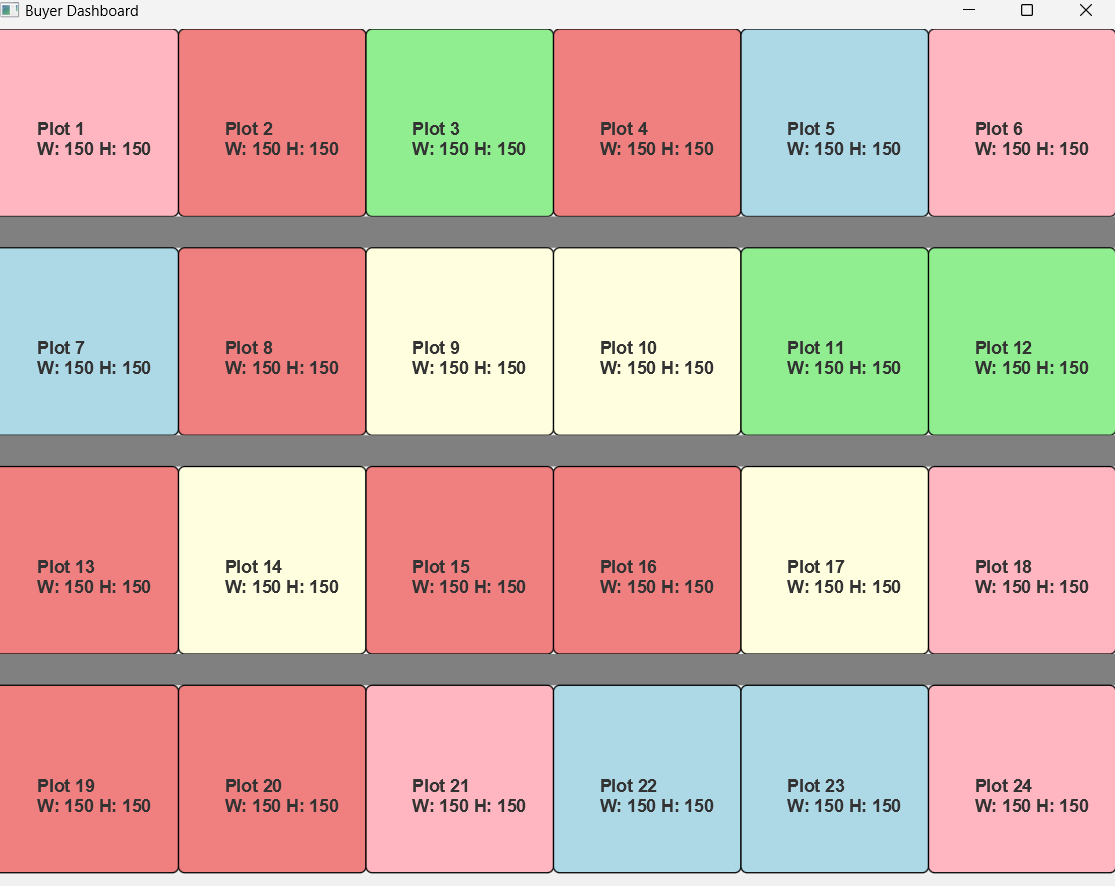 Buyer Dashboard
Plot 1
W: 150 H: 150
Plot 2
W: 150 H: 150
Plot 3
W: 150 H: 150
Plot 4
W: 150 H: 150
Plot 5
W: 150 H: 150
Plot 6
W: 150 H: 150
Plot 7
W: 150 H: 150
Plot 8
W: 150 H: 150
Plot 9
W: 150 H: 150
Plot 10
W: 150 H: 150
Plot 11
W: 150 H: 150
Plot 12
W: 150 H: 150
Plot 13
W: 150 H: 150
Plot 14
W: 150 H: 150
Plot 15
W: 150 H: 150
Plot 16
W: 150 H: 150
Plot 17
W: 150 H: 150
Plot 18
W: 150 H: 150
Plot 19
W: 150 H: 150
Plot 20
W: 150 H: 150
Plot 21
W: 150 H: 150
Plot 22
W: 150 H: 150
Plot 23
W: 150 H: 150
Plot 24
W: 150 H: 150